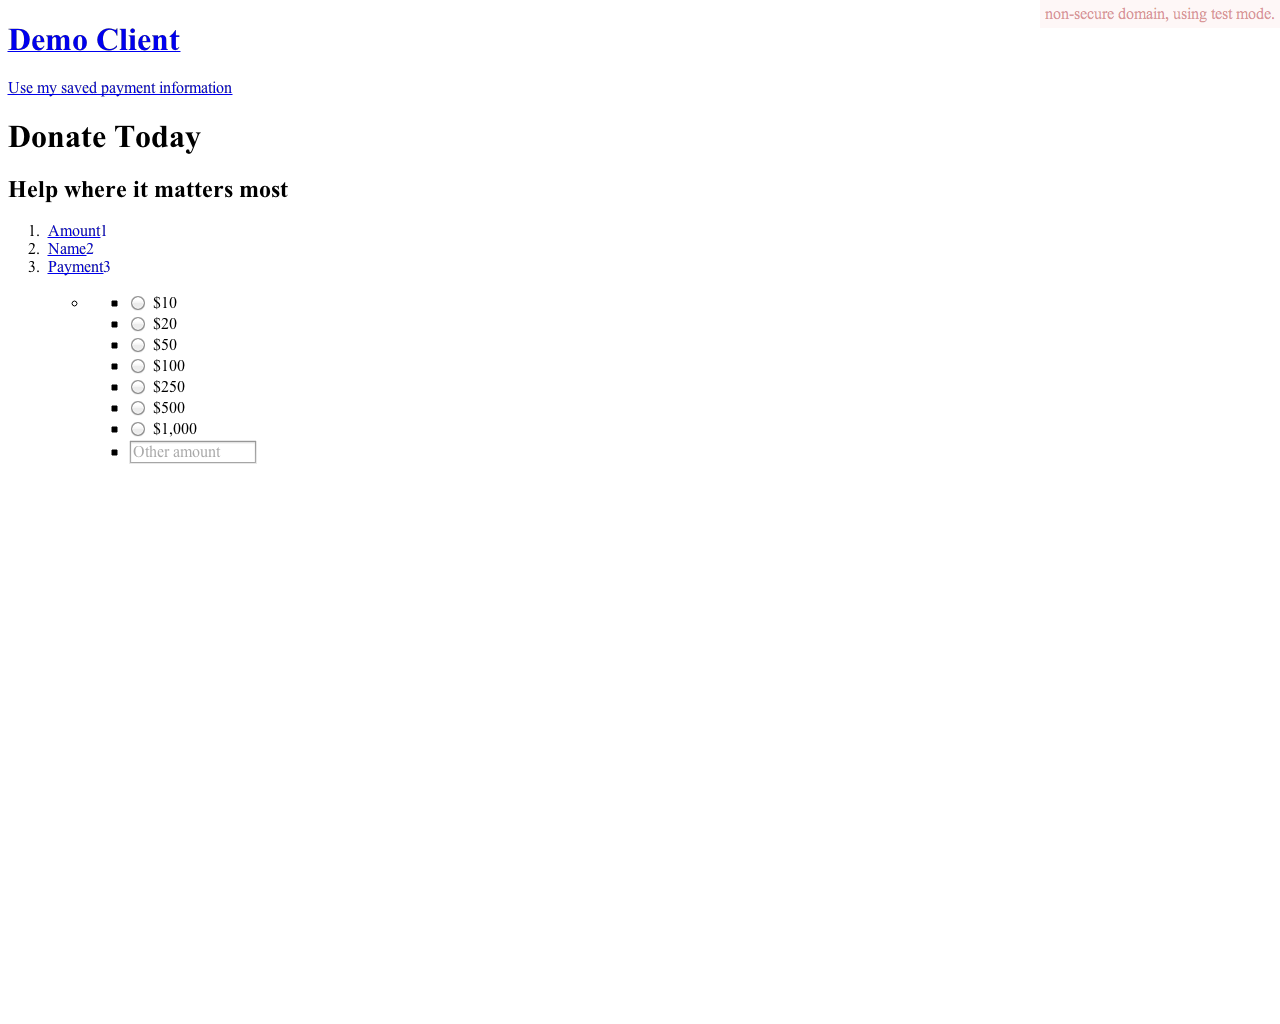 non-secure domain, using test mode.
Demo Client
Use my saved payment information
Donate Today
Help where it matters most
1. Amount1
2. Name2
3. Payment3
$10
$20
$50
$100
$250
$500
$1,000
Other amount